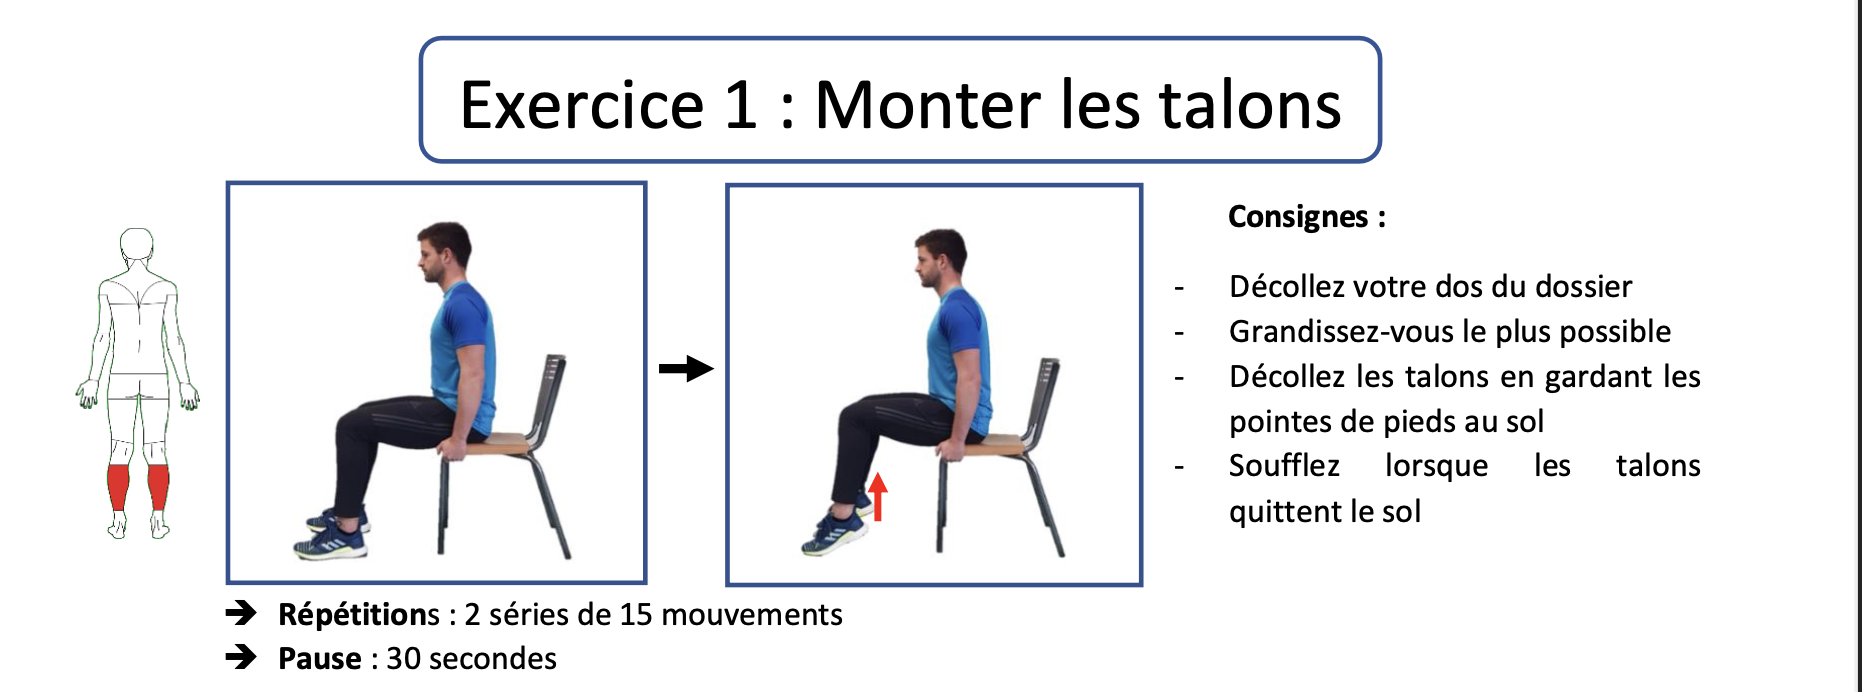 Exercice 1 : Monter les talons
Consignes :
- Décollez votre dos du dossier
- Grandissez-vous le plus possible
- Décollez les talons en gardant les
pointes de pieds au sol
- Soufflez lorsque les talons
quittent le sol
➔ Répétitions : 2 séries de 15 mouvements
➔ Pause : 30 secondes